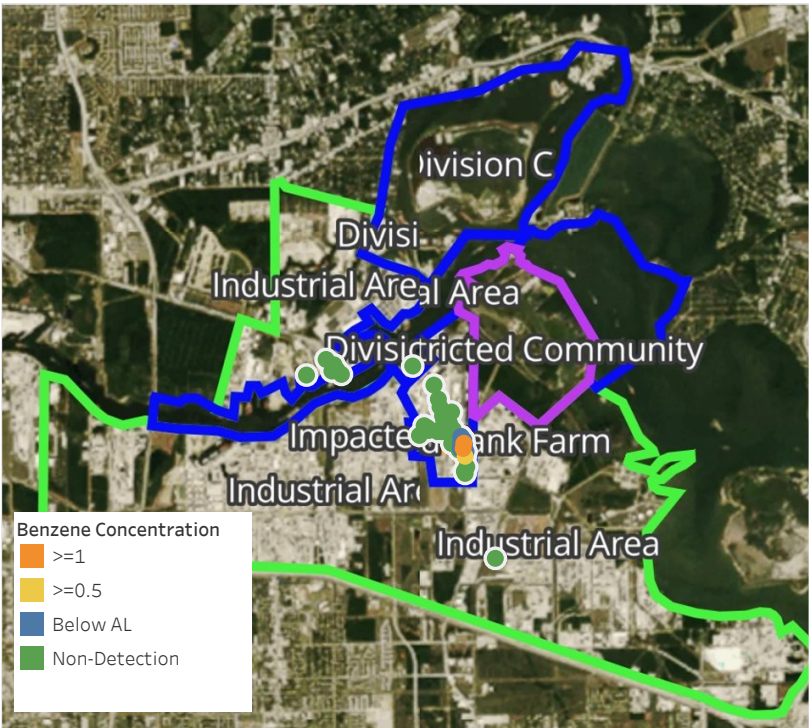 Division C
Divisi
Industrial Area
al Area
Divisi
tricted Community
Impacte
ank Farm
Industrial Are
Industrial Area
Benzene Concentration
>=1
>=0.5
Below AL
Non-Detection